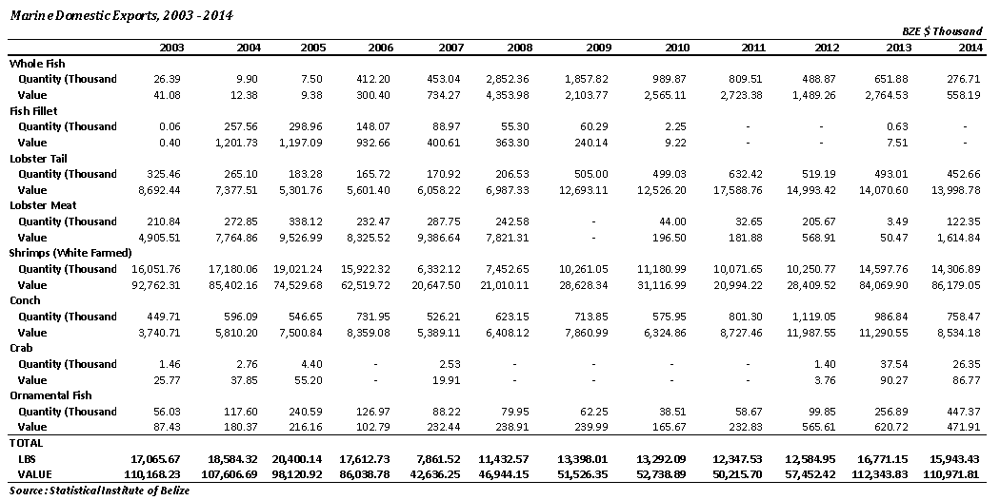 Marine Domestic Exports, 2003 - 2014
BZE $ Thousand
2003 2004 2005 2006 2007 2008 2009 2010 2011 2012 2013 2014
Whole Fish
Quantity (Thousand 26.39 9.90 7.50 412.20 453.04 2,852.36 1,857.82 989.87 809.51 488.87 651.88 276.71
Value 41.08 12.38 9.38 300.40 734.27 4,353.98 2,103.77 2,565.11 2,723.38 1,489.26 2,764.53 558.19
Fish Fillet
Quantity (Thousand 0.06 257.56 298.96 148.07 88.97 55.30 60.29 2.25 - - 0.63 -
Value 0.40 1,201.73 1,197.09 932.66 400.61 363.30 240.14 9.22 - - 7.51 -
Lobster Tail
Quantity (Thousand 325.46 265.10 183.28 165.72 170.92 206.53 505.00 499.03 632.42 519.19 493.01 452.66
Value 8,692.44 7,377.51 5,301.76 5,601.40 6,058.22 6,987.33 12,693.11 12,526.20 17,588.76 14,993.42 14,070.60 13,998.78
Lobster Meat
Quantity (Thousand 210.84 272.85 338.12 232.47 287.75 242.58 - 44.00 32.65 205.67 3.49 122.35
Value 4,905.51 7,764.86 9,526.99 8,325.52 9,386.64 7,821.31 196.50 181.88 568.91 50.47 1,614.84
Shrimps (White Farmed)
Quantity (Thousand 16,051.76 17,180.06 19,021.24 15,922.32 6,332.12 7,452.65 10,261.05 11,180.99 10,071.65 10,250.77 14,597.76 14,306.89
Value 92,762.31 85,402.16 74,529.68 62,519.72 20,647.50 21,010.11 28,628.34 31,116.99 20,994.22 28,409.52 84,069.90 86,179.05
Conch
Quantity (Thousand 449.71 596.09 546.65 731.95 526.21 623.15 713.85 575.95 801.30 1,119.05 986.84 758.47
Value 3,740.71 5,810.20 7,500.84 8,359.08 5,389.11 6,408.12 7,860.99 6,324.86 8,727.46 11,987.55 11,290.55 8,534.18
Crab
Quantity (Thousand 1.46 2.76 4.40 - 2.53 - - - - 1.40 37.54 26.35
Value 25.77 37.85 55.20 - 19.91 - - - - 3.76 90.27 86.77
Ornamental Fish
Quantity (Thousand 56.03 117.60 240.59 126.97 88.22 79.95 62.25 38.51 58.67 99.85 256.89 447.37
Value 87.43 180.37 216.16 102.79 232.44 238.91 239.99 165.67 232.83 565.61 620.72 471.91
TOTAL
LBS 17,065.67 18,584.32 20,400.14 17,612.73 7,861.52 11,432.57 13,398.01 13,292.09 12,347.53 12,584.95 16,771.15 15,943.43
VALUE 110,168.23 107,606.69 98,120.92 86,038.78 42,636.25 46,944.15 51,526.35 52,738.89 50,215.70 57,452.42 112,343.83 110,971.81
Source: Statistical Institute of Belize